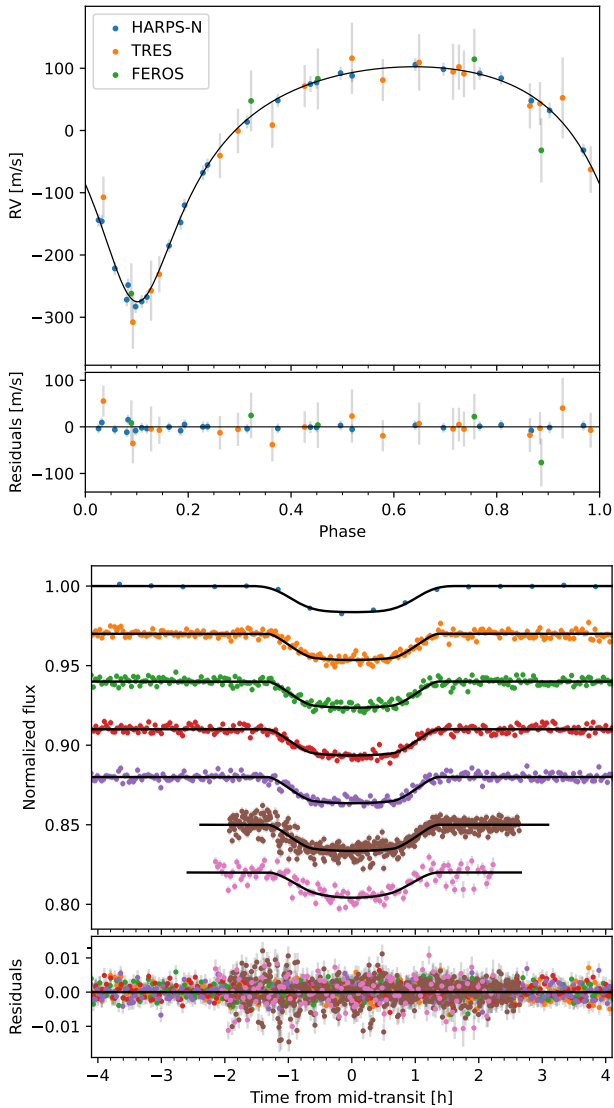 HARPS-N
TRES
FEROS
RV [m/s]
100
0
−100
−200
−300
Residuals [m/s]
100
0
−100
0.0 0.2 0.4 0.6 0.8 1.0
Phase
Normalized flux
1.00
0.95
0.90
0.85
0.80
Residuals
0.01
0.00
−0.01
−4 −3 −2 −1 0 1 2 3 4
Time from mid-transit [h]